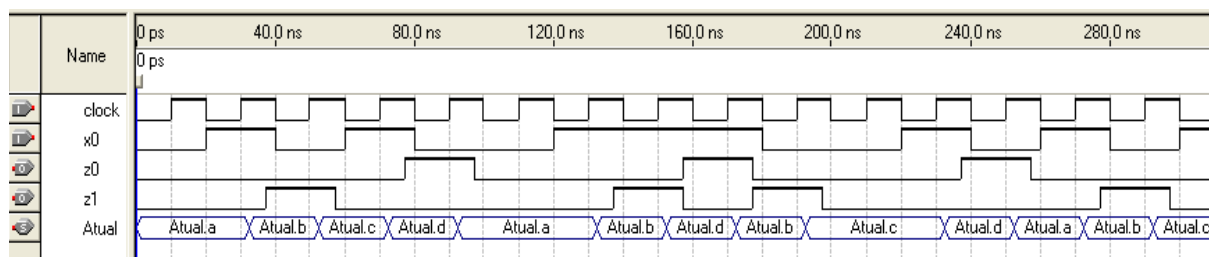 Name
0 ps 40.0 ns 80.0 ns 120.0 ns 160.0 ns 200.0 ns 240.0 ns 280.0 ns
0 ps
clock
x0
z0
z1
Atual Atual.a Atual.b Atual.c Atual.d Atual.a Atual.b Atual.d Atual.b Atual.c Atual.d Atual.a Atual.b Atual.c